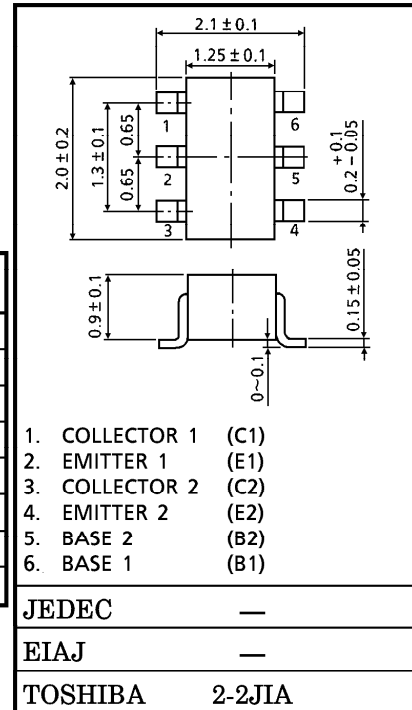 2.1±0.1
1.25±0.1
2.0±0.2
1.3±0.1
0.65
0.65
1
2
3
6
5
4
+0.1
0.2-0.05
0.9±0.1
0.15±0.05
0~0.1
1. COLLECTOR 1 (C1)
2. EMITTER 1 (E1)
3. COLLECTOR 2 (C2)
4. EMITTER 2 (E2)
5. BASE 2 (B2)
6. BASE 1 (B1)
JEDEC —
EIAJ —
TOSHIBA 2-2JIA